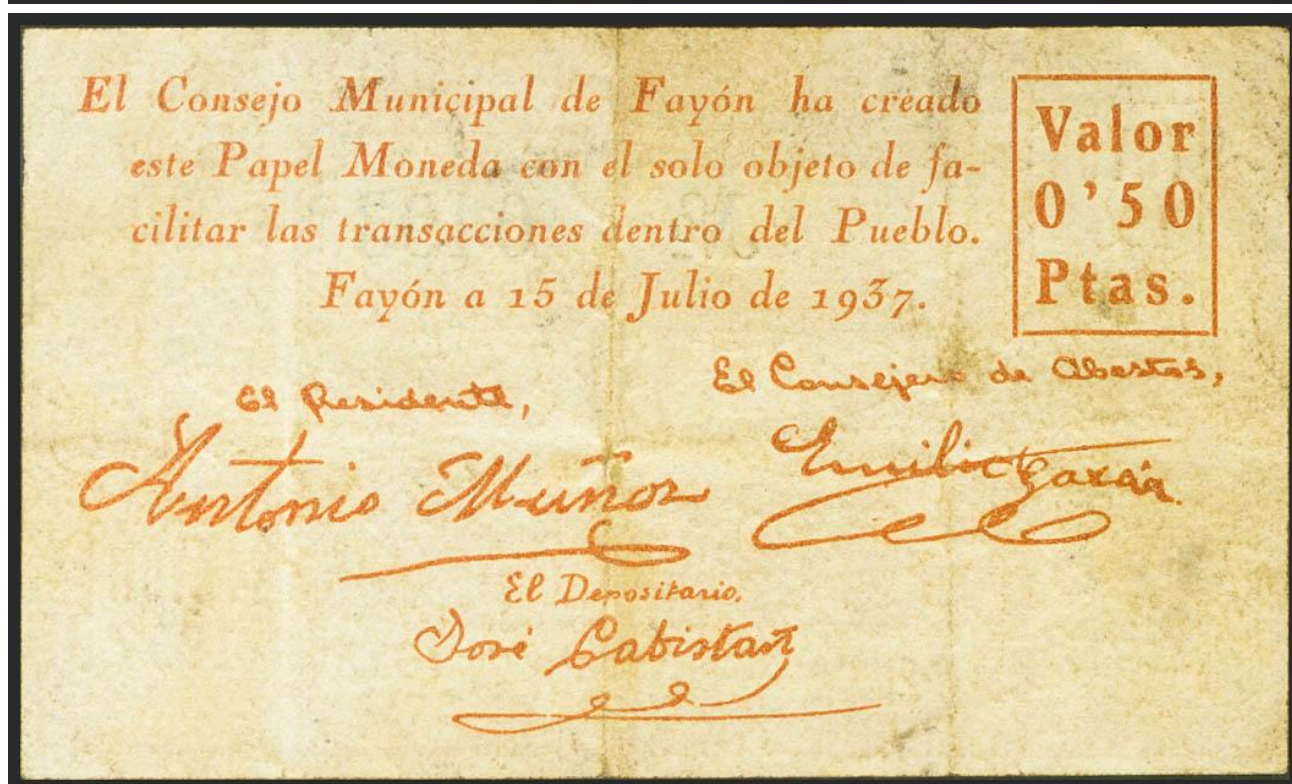 El Consejo Municipal de Fayón ha creado
este Papel Moneda con el solo objeto de fa-
cilitar las transacciones dentro del Pueblo.
Fayón a 15 de Julio de 1937.
Valor
0'50
Ptas.
El Presidente,
Antonio Muñoz
El Consejero de Abastos,
Emilio
El Depositario,
José Cabistart